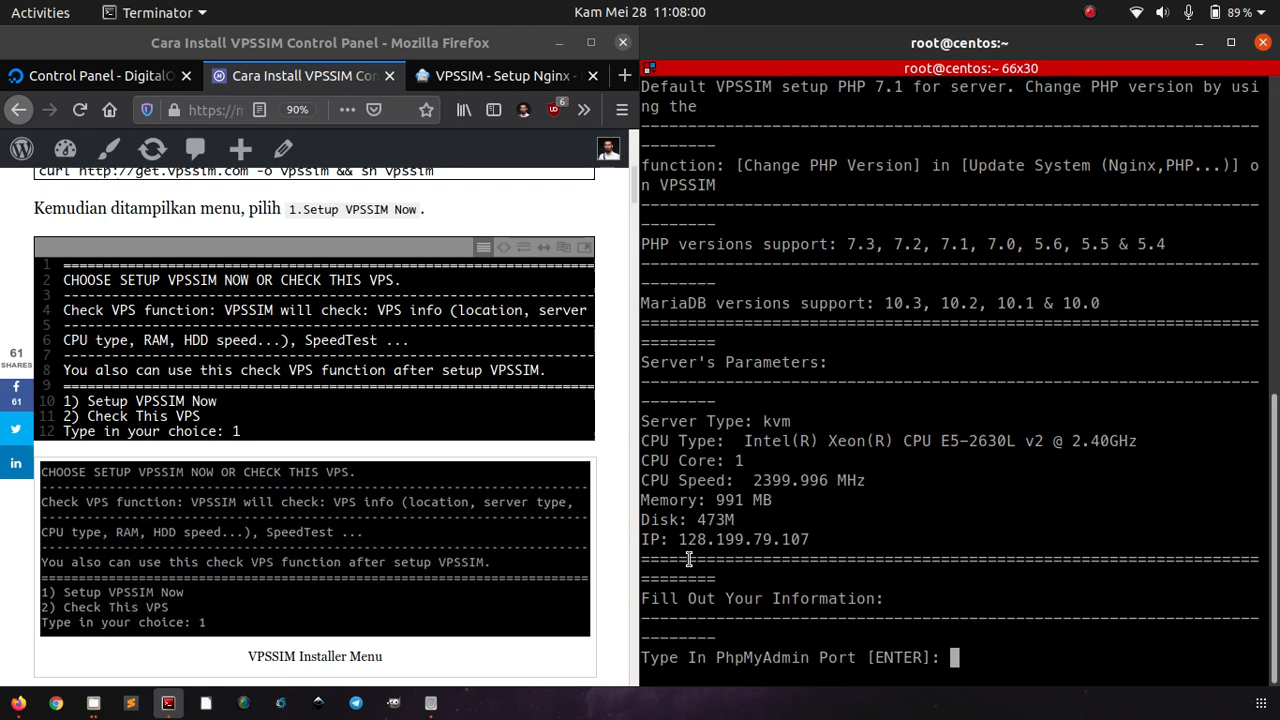 Activities
Terminator
Kam Mei 28 11:08:00
89 %
Cara Install VPSSIM Control Panel - Mozilla Firefox
Control Panel - DigitalO
Cara Install VPSSIM Con
VPSSIM - Setup Nginx -
https://m
90%
6
curl http://get.vpssim.com -o vpssim && sh vpssim
Kemudian ditampilkan menu, pilih 1.Setup VPSSIM Now.
1 =========================================================================
2 CHOOSE SETUP VPSSIM NOW OR CHECK THIS VPS.
3 -------------------------------------------------------------------------
4 Check VPS function: VPSSIM will check: VPS info (location, server
5 -------------------------------------------------------------------------
6 CPU type, RAM, HDD speed...), SpeedTest ...
7 -------------------------------------------------------------------------
8 You also can use this check VPS function after setup VPSSIM.
9 =========================================================================
10 1) Setup VPSSIM Now
11 2) Check This VPS
12 Type in your choice: 1
61
SHARES
61
CHOOSE SETUP VPSSIM NOW OR CHECK THIS VPS.
-------------------------------------------------------------------------
Check VPS function: VPSSIM will check: VPS info (location, server type,
-------------------------------------------------------------------------
CPU type, RAM, HDD speed...), SpeedTest ...
-------------------------------------------------------------------------
You also can use this check VPS function after setup VPSSIM.
=========================================================================
1) Setup VPSSIM Now
2) Check This VPS
Type in your choice: 1
VPSSIM Installer Menu
root@centos:~
root@centos:~ 66x30
Default VPSSIM setup PHP 7.1 for server. Change PHP version by usi
ng the
------------------------------------------------------------------
--------
function: [Change PHP Version] in [Update System (Nginx,PHP...)] o
n VPSSIM
------------------------------------------------------------------
--------
PHP versions support: 7.3, 7.2, 7.1, 7.0, 5.6, 5.5 & 5.4
------------------------------------------------------------------
--------
MariaDB versions support: 10.3, 10.2, 10.1 & 10.0
==================================================================
========
Server's Parameters:
------------------------------------------------------------------
--------
Server Type: kvm
CPU Type:  Intel(R) Xeon(R) CPU E5-2630L v2 @ 2.40GHz
CPU Core: 1
CPU Speed:  2399.996 MHz
Memory: 991 MB
Disk: 473M
IP: 128.199.79.107
==================================================================
========
Fill Out Your Information:
------------------------------------------------------------------
--------
Type In PhpMyAdmin Port [ENTER]: